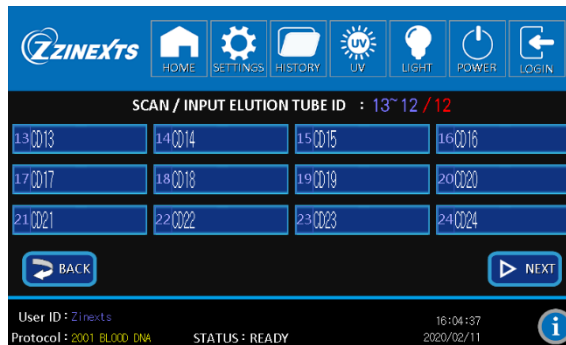 ZINEXTS
HOME SETTINGS HISTORY UV LIGHT POWER LOGIN
SCAN / INPUT ELUTION TUBE ID : 13~12 / 12
13 CD13 14 CD14 15 CD15 16 CD16
17 CD17 18 CD18 19 CD19 20 CD20
21 CD21 22 CD22 23 CD23 24 CD24
BACK NEXT
User ID : Zinexts 16:04:37
Protocol : 2001 BLOOD DNA STATUS : READY 2020/02/11